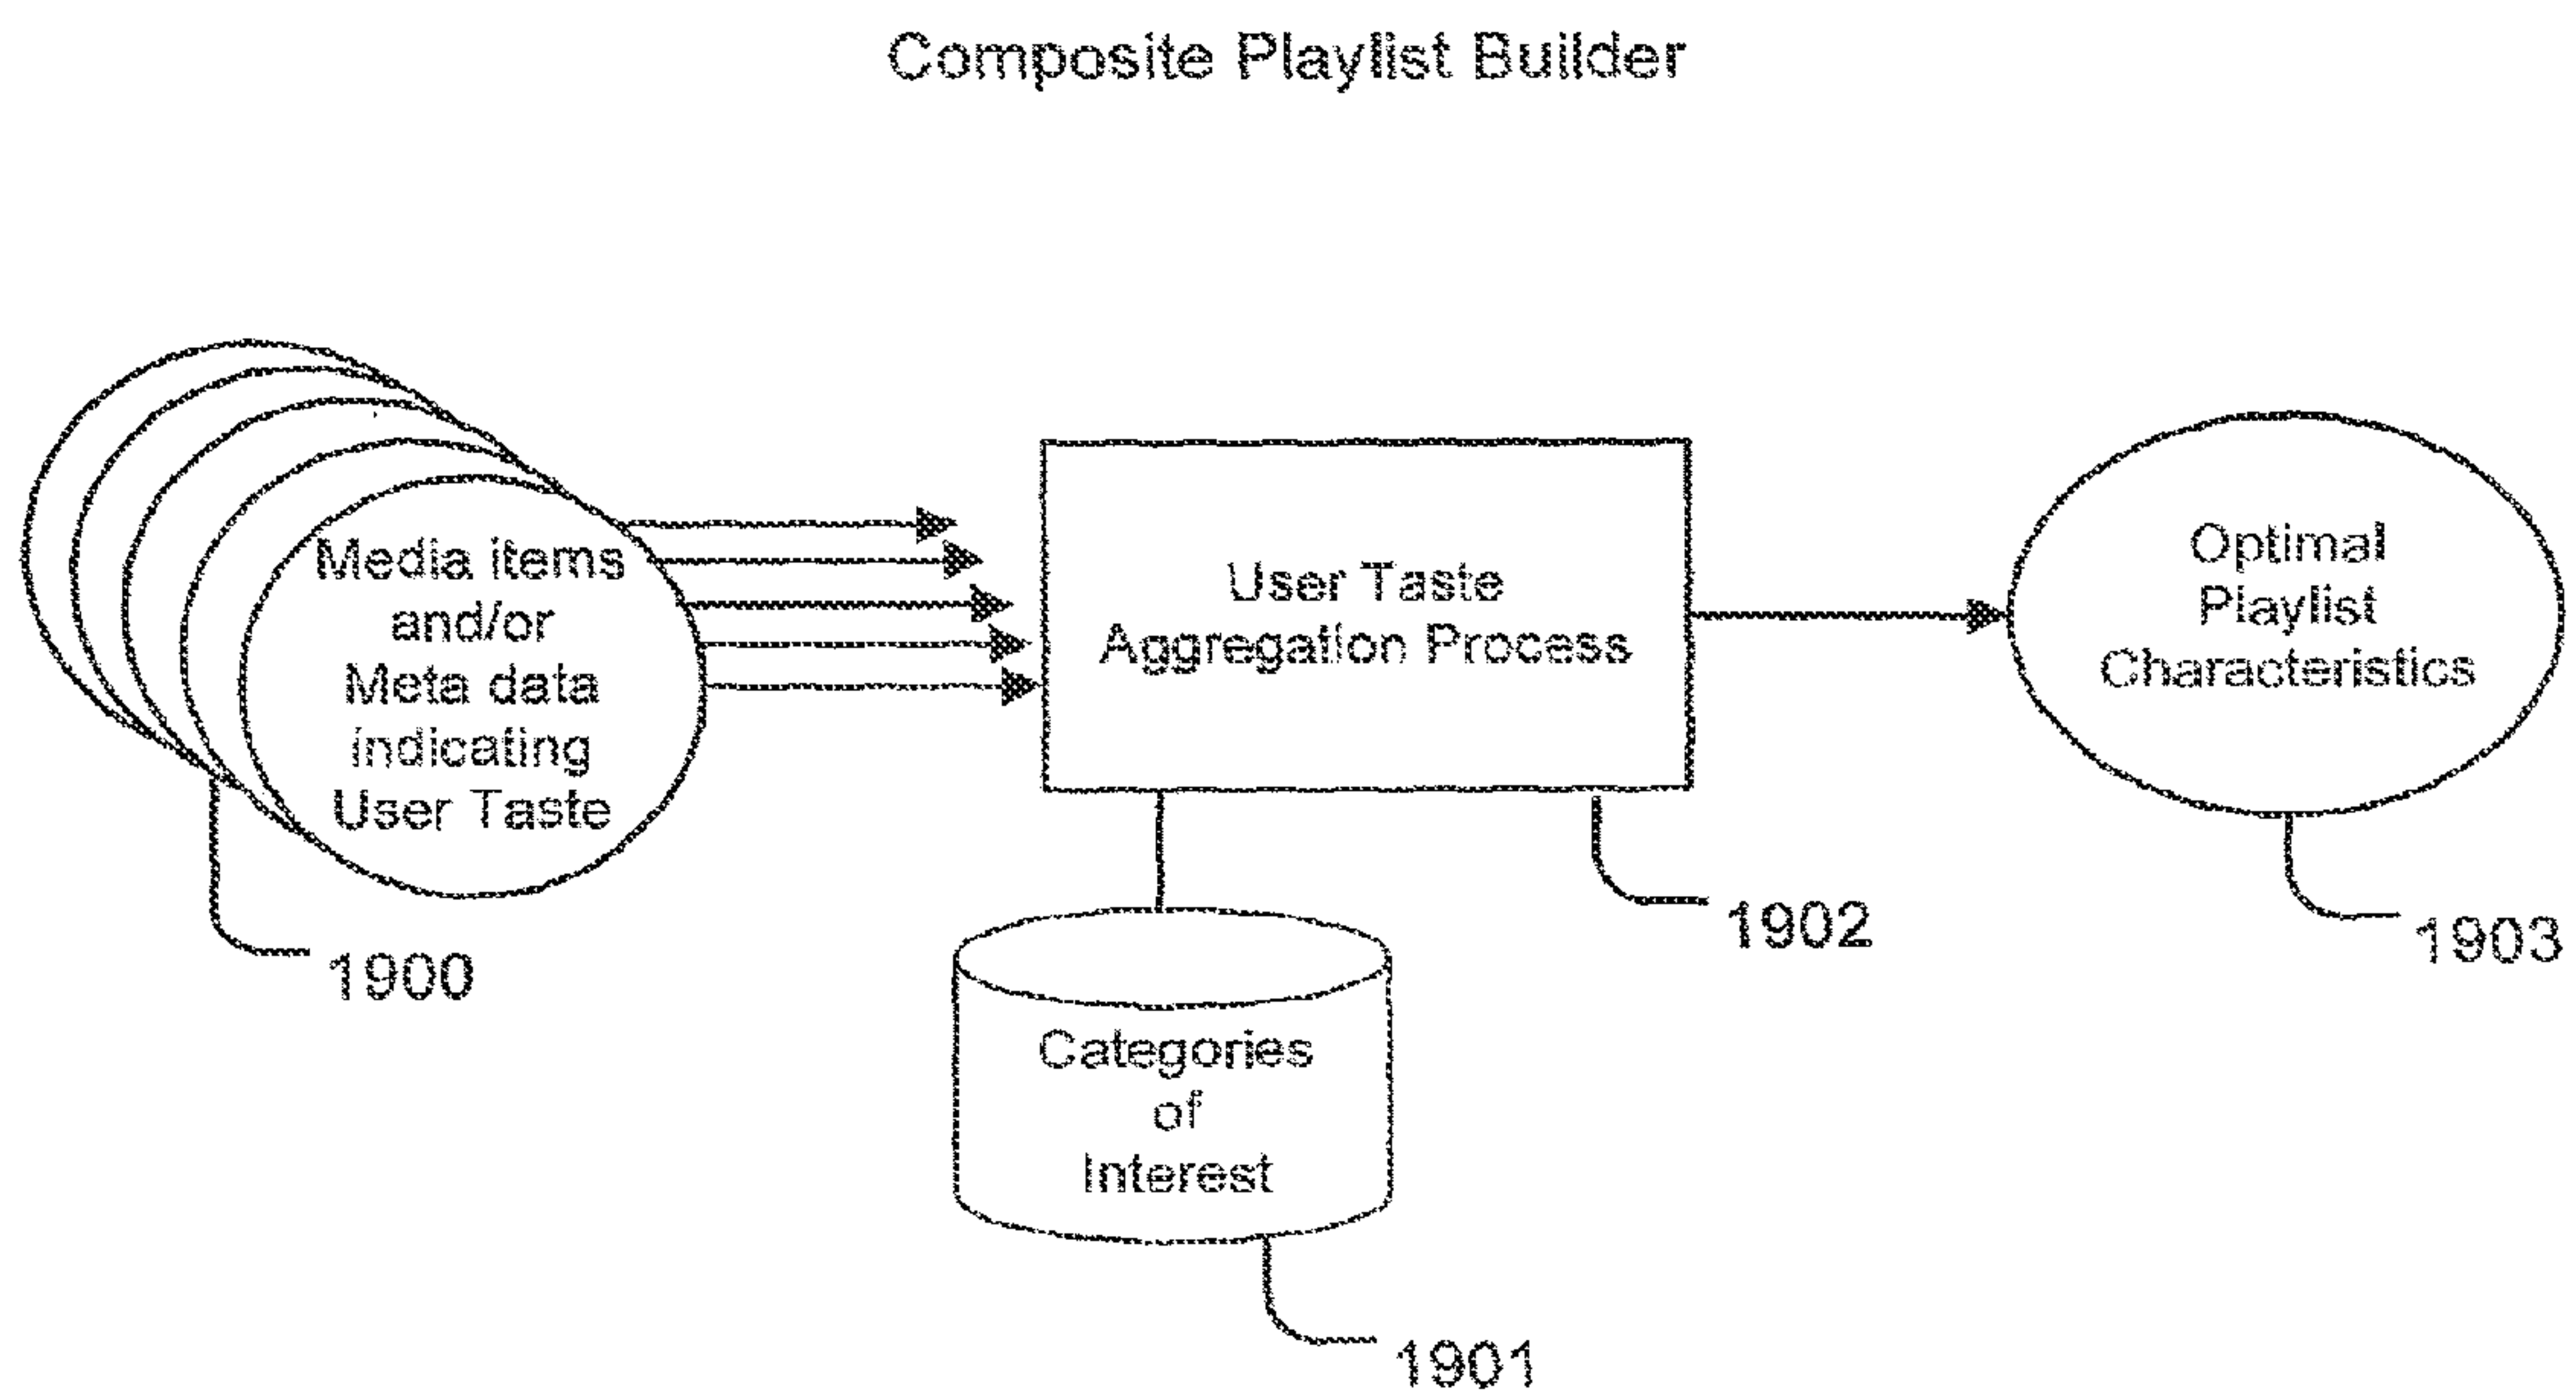 Composite Playlist Builder
Media items
and/or
Meta data
indicating
User Taste
1900
User Taste
Aggregation Process
1902
Categories
of
Interest
1901
Optimal
Playlist
Characteristics
1903